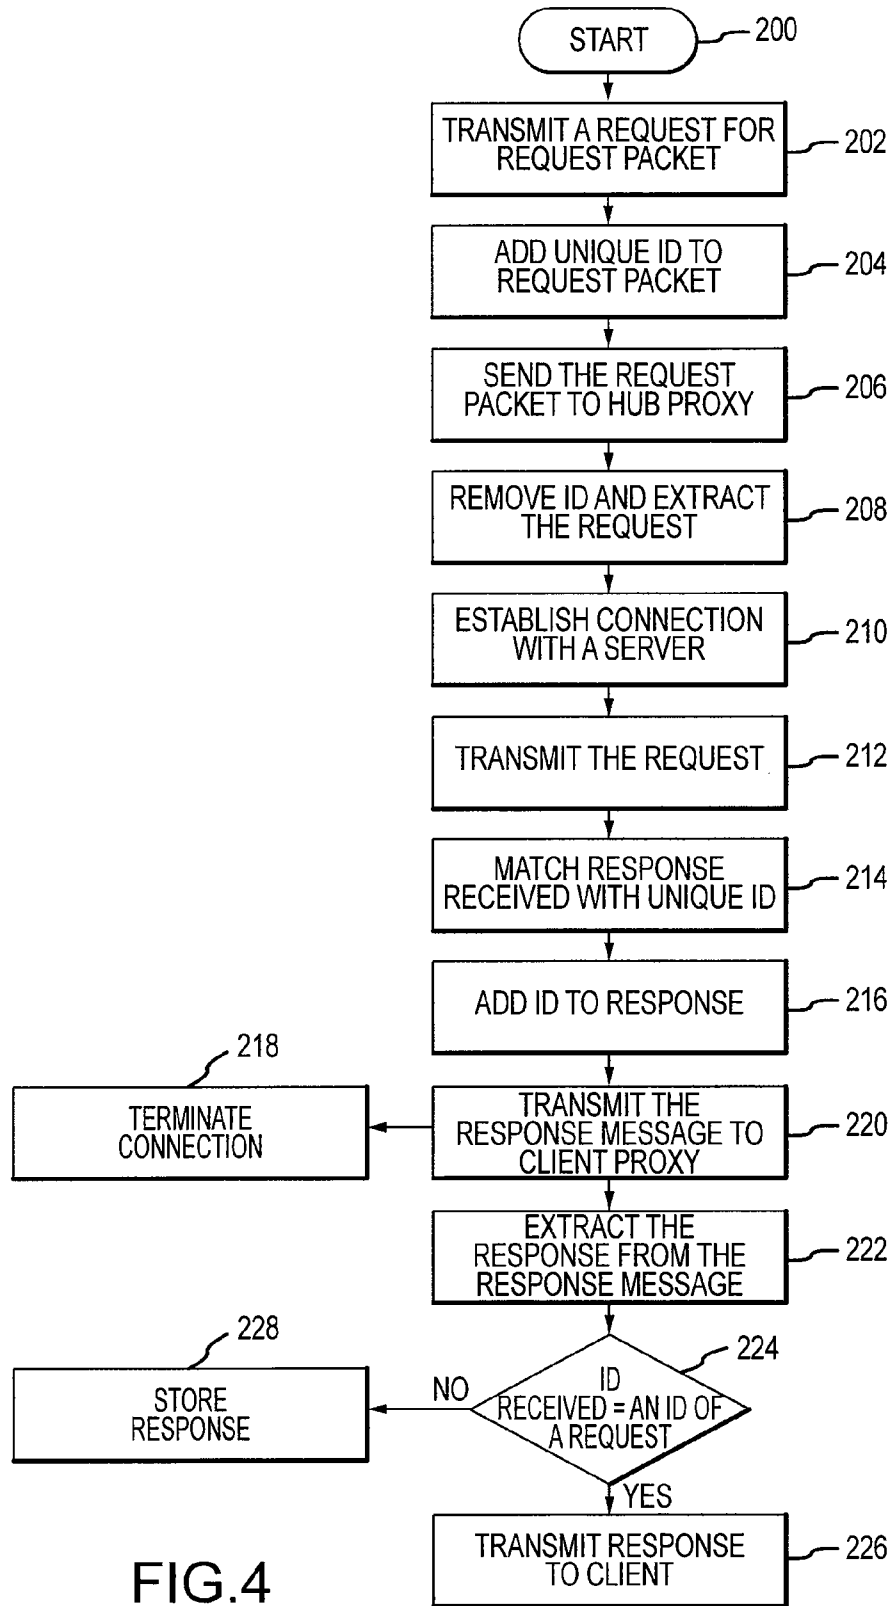 START
200
TRANSMIT A REQUEST FOR
REQUEST PACKET
202
ADD UNIQUE ID TO
REQUEST PACKET
204
SEND THE REQUEST
PACKET TO HUB PROXY
206
REMOVE ID AND EXTRACT
THE REQUEST
208
ESTABLISH CONNECTION
WITH A SERVER
210
TRANSMIT THE REQUEST
212
MATCH RESPONSE
RECEIVED WITH UNIQUE ID
214
ADD ID TO RESPONSE
216
218
TERMINATE
CONNECTION
TRANSMIT THE
RESPONSE MESSAGE TO
CLIENT PROXY
220
EXTRACT THE
RESPONSE FROM THE
RESPONSE MESSAGE
222
228
STORE
RESPONSE
NO
224
ID
RECEIVED = AN ID OF
A REQUEST
YES
TRANSMIT RESPONSE
TO CLIENT
226
FIG.4